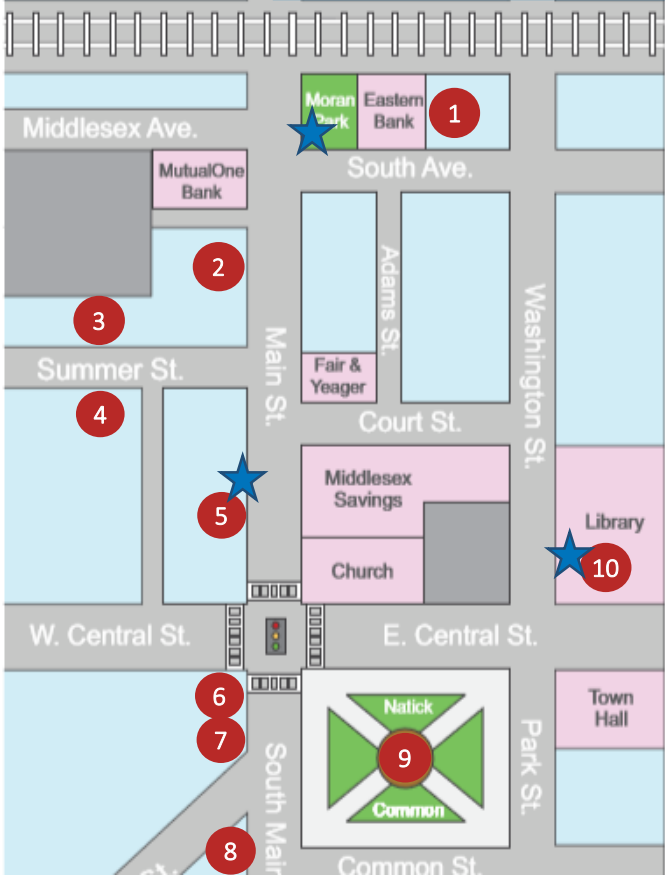 Moran
Park
Eastern
Bank
1
Middlesex Ave.
South Ave.
MutualOne
Bank
2
3
Adams St.
Washington St.
Main St.
Summer St.
Fair &
Yeager
4
Court St.
Middlesex
Savings
5
Library
10
Church
W. Central St.
E. Central St.
6
7
Natick
9
Common
Town
Hall
Park St.
South Main
8
St.
Common St.